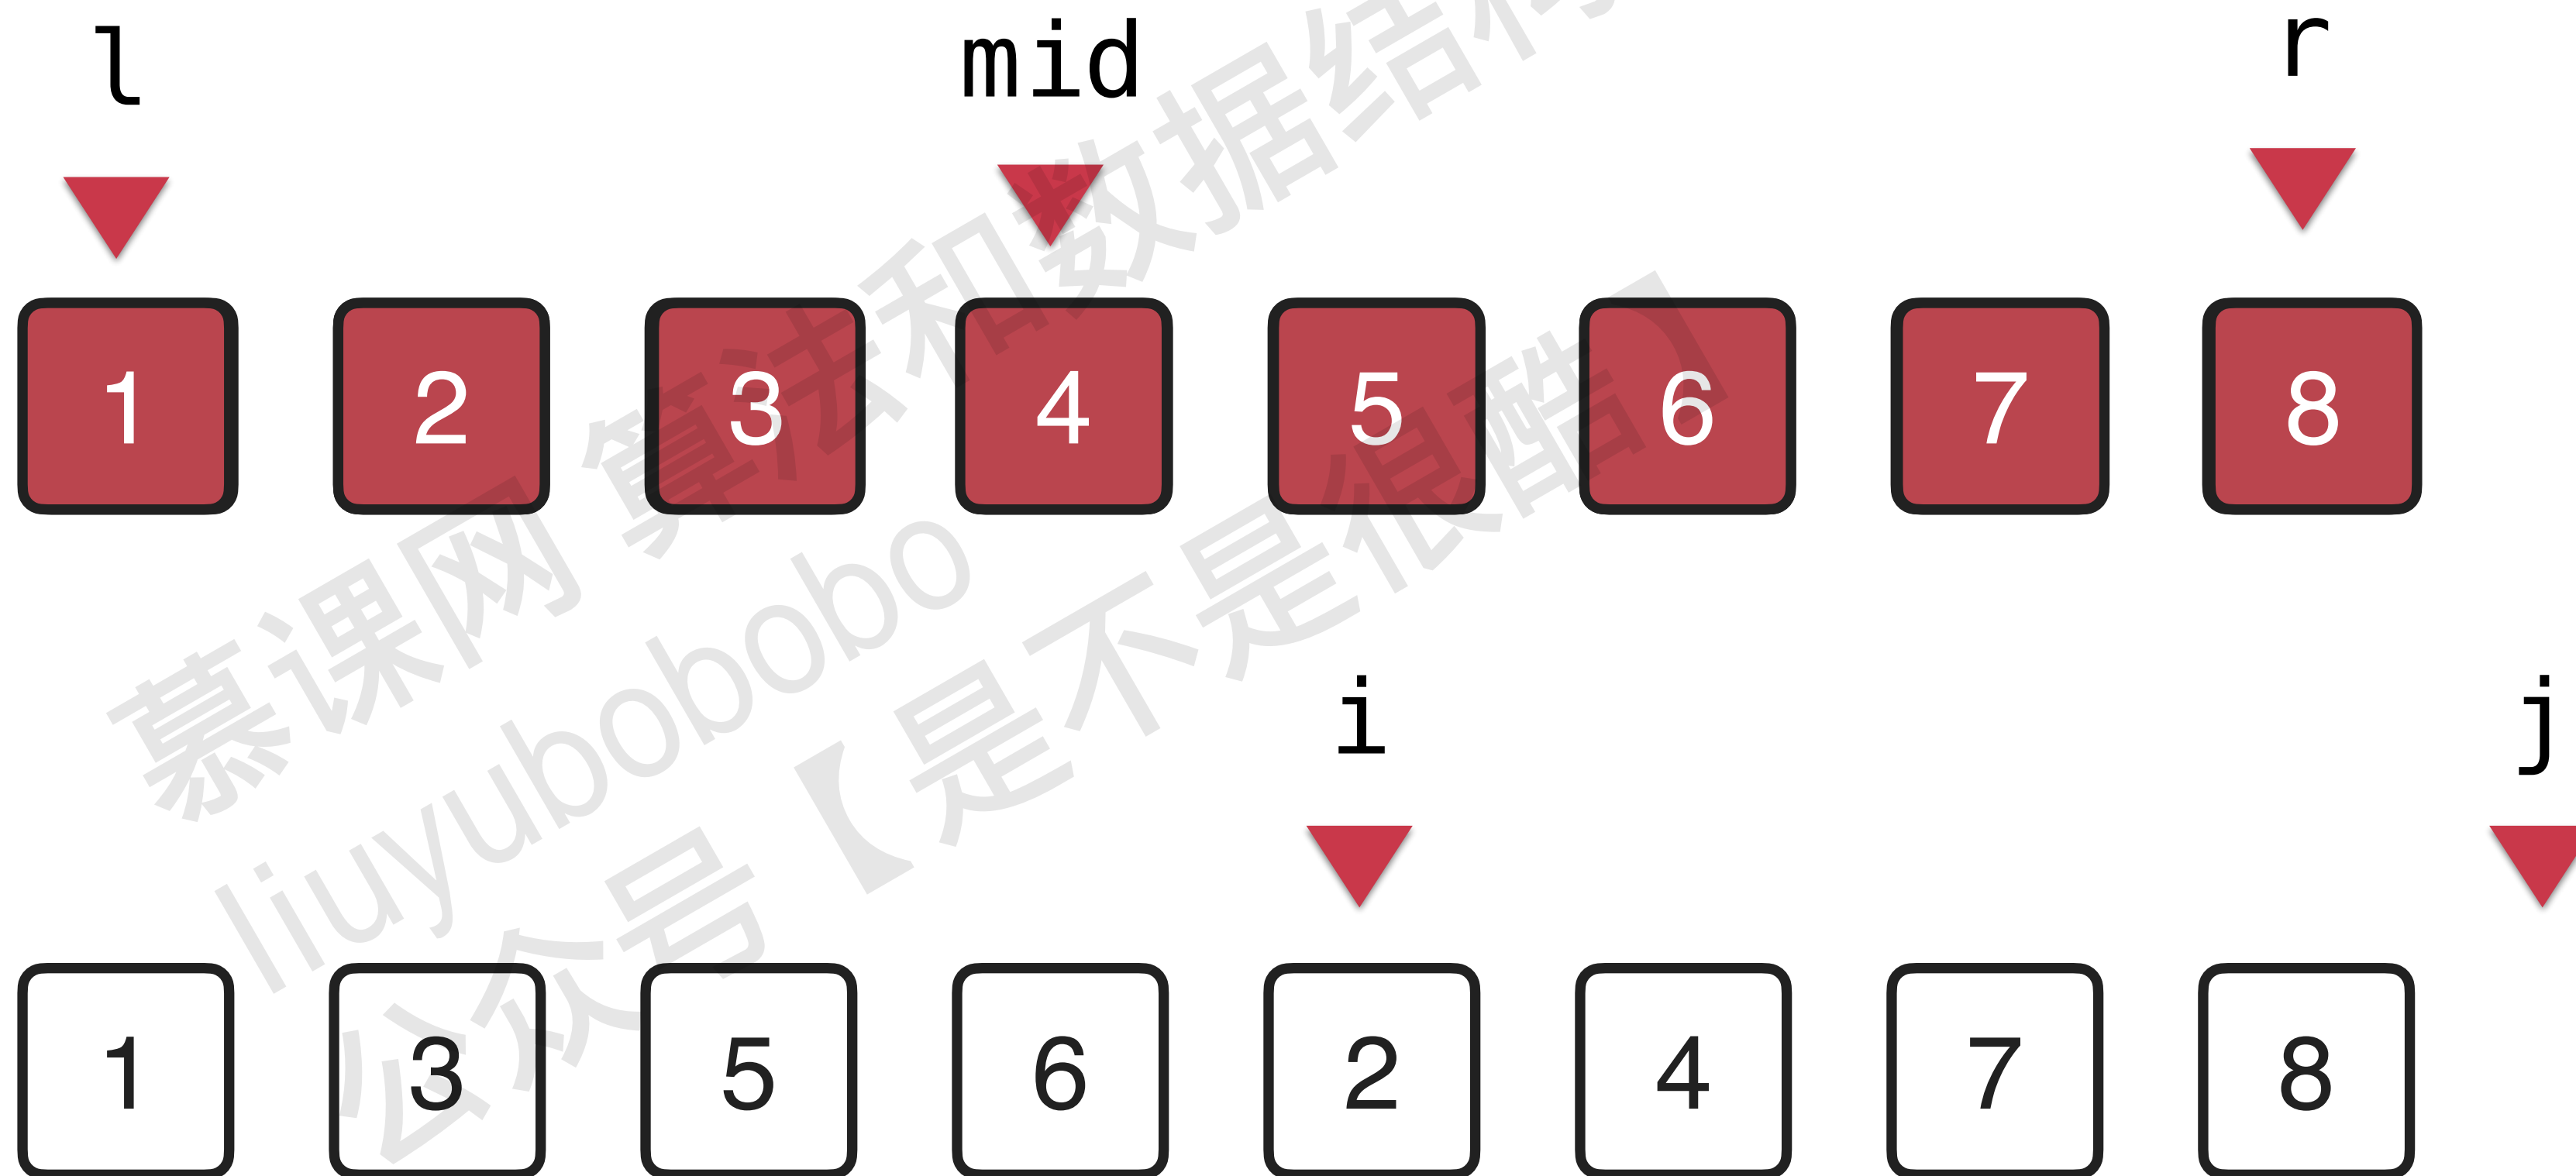 l mid r
1 2 3 4 5 6 7 8
i j
1 3 5 6 2 4 7 8
慕课网 算法和数据结构
liuyubobobo
公众号【是不是很酷】